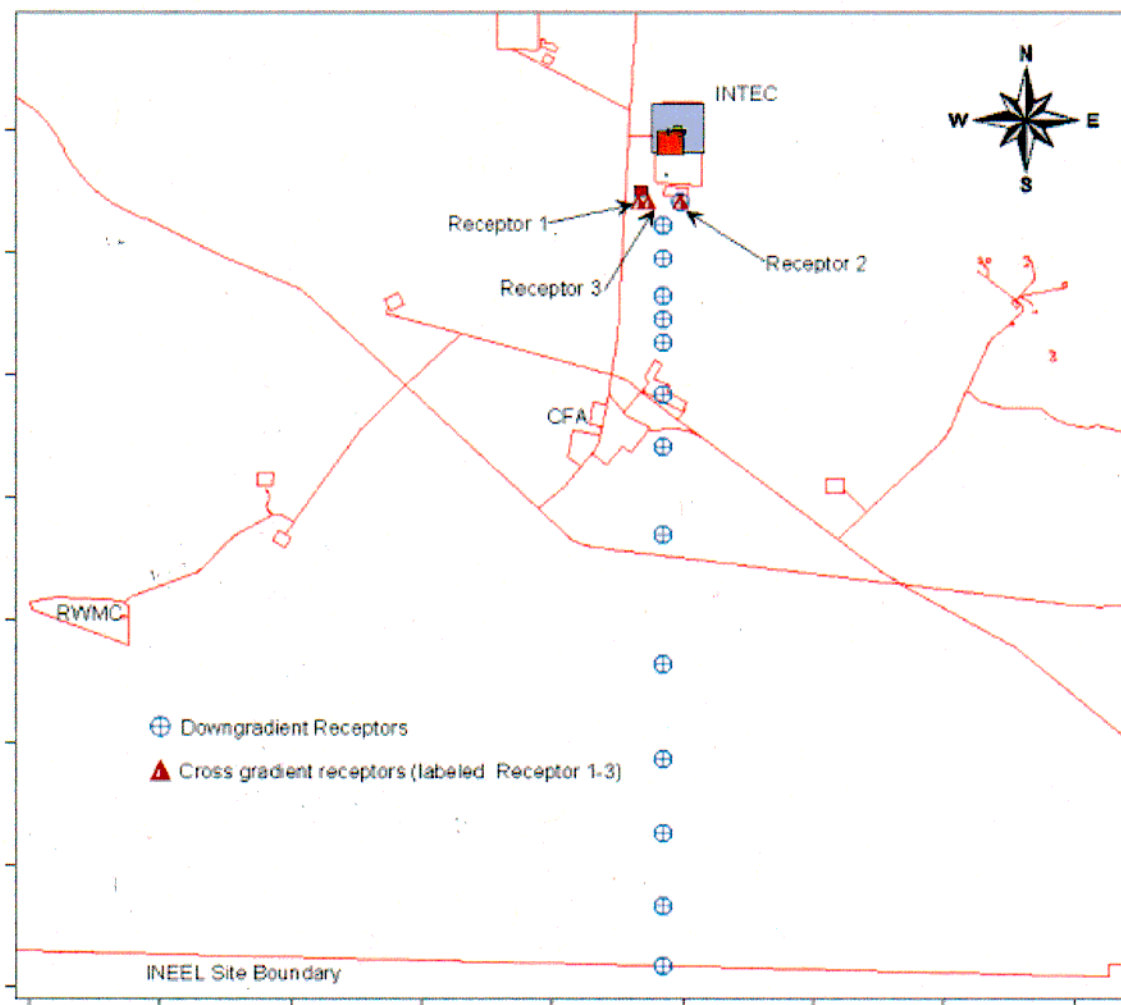 N
INTEC
W
E
S
Receptor 1
Receptor 2
Receptor 3
CFA
RWMC
Downgradient Receptors
Cross gradient receptors (labeled Receptor 1-3)
INEEL Site Boundary